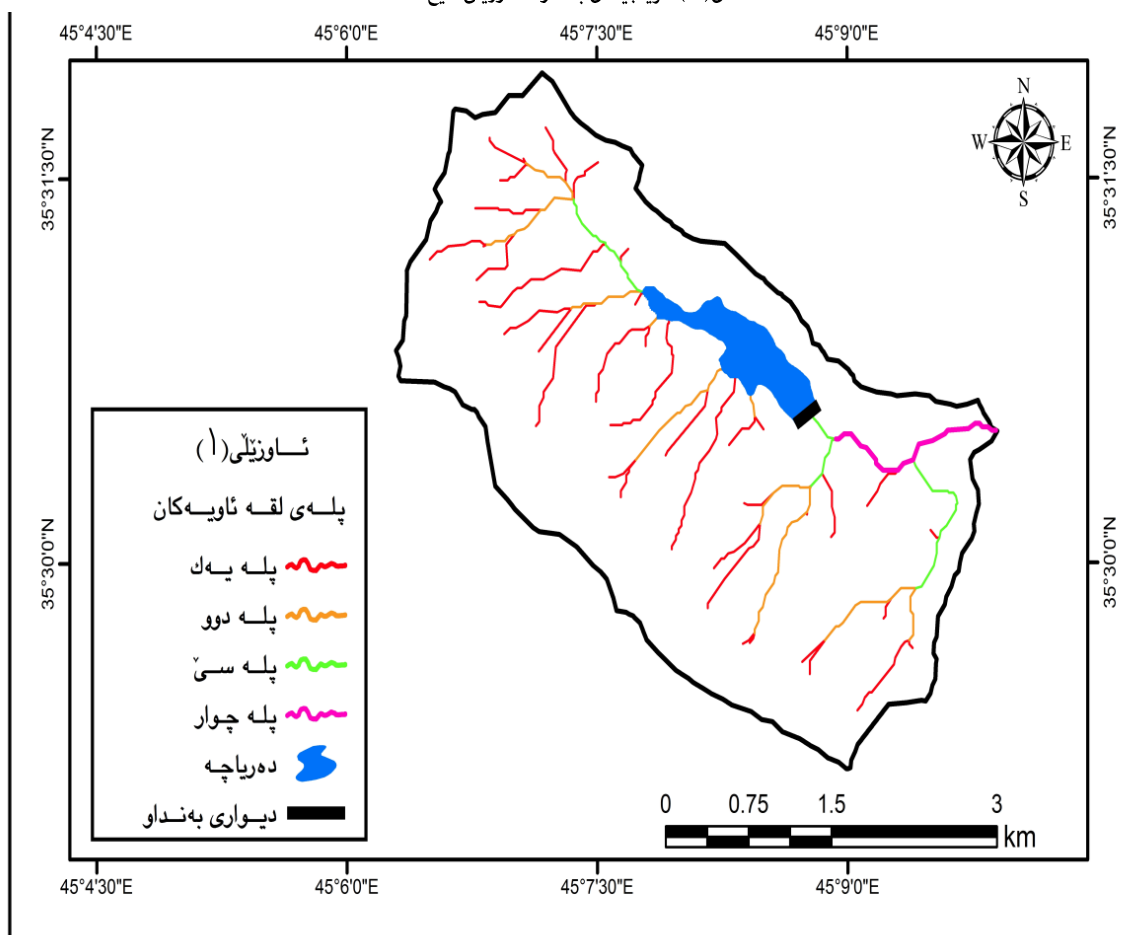 45°4'30"E 45°6'0"E 45°7'30"E 45°9'0"E
35°31'30"N
35°31'30"N
N
W E
S
ئـــاوزێڵی(١)
پلــەی لقــە ئاویــەکان
پلــە یــەك
پلــە دوو
پلــە ســێ
پلــە چـوار
دەریاچــە
دیــواری بەنــداو
35°30'0"N
35°30'0"N
0 0.75 1.5 3
km
45°4'30"E 45°6'0"E 45°7'30"E 45°9'0"E